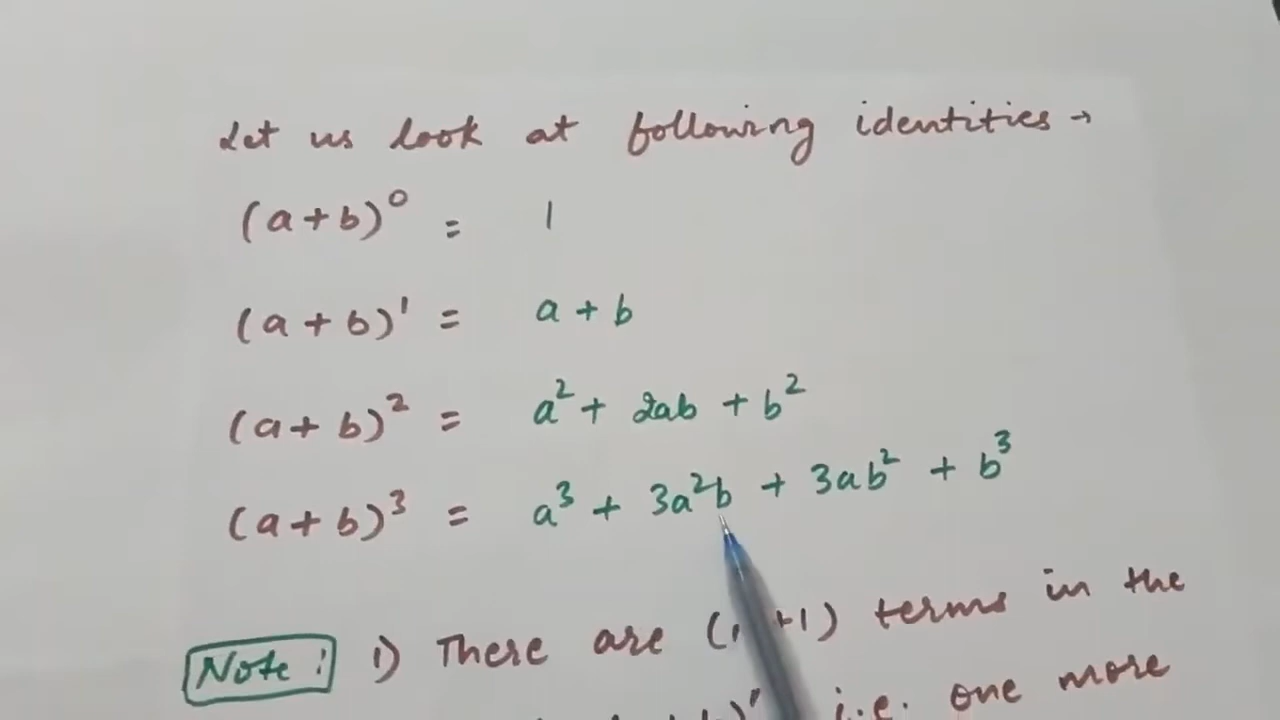 Let us look at following identities →
(a+b)⁰ = 1
(a+b)¹ = a + b
(a+b)² = a² + 2ab + b²
(a+b)³ = a³ + 3a²b + 3ab² + b³
Note: 1) There are ( +1) terms in the
i.e. one more